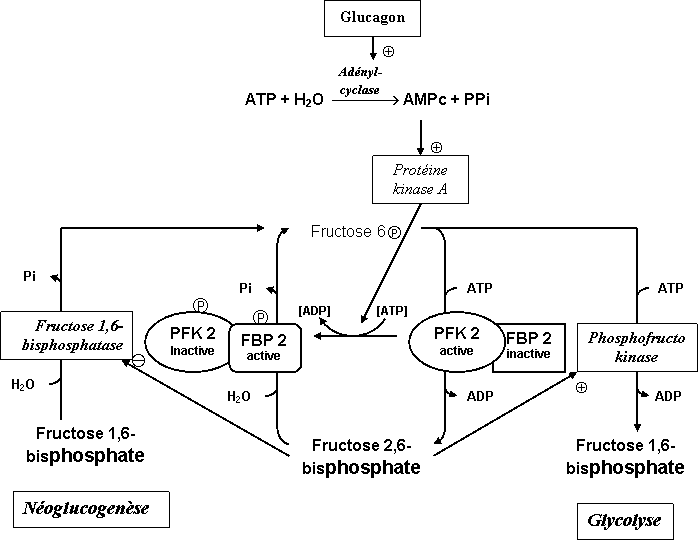 Glucagon
⊕
Adényl-
cyclase
ATP + H2O AMPc + PPi
⊕
Protéine
kinase A
Fructose 6 P
Pi
Pi
[ADP]
[ATP]
ATP
ATP
P
P
Fructose 1,6-
bisphosphatase
PFK 2
Inactive
FBP 2
active
PFK 2
active
FBP 2
inactive
Phosphofructo
kinase
⊖
⊕
H2O
H2O
ADP
ADP
Fructose 1,6-
bisphosphate
Fructose 2,6-
bisphosphate
Fructose 1,6-
bisphosphate
Néoglucogenèse
Glycolyse